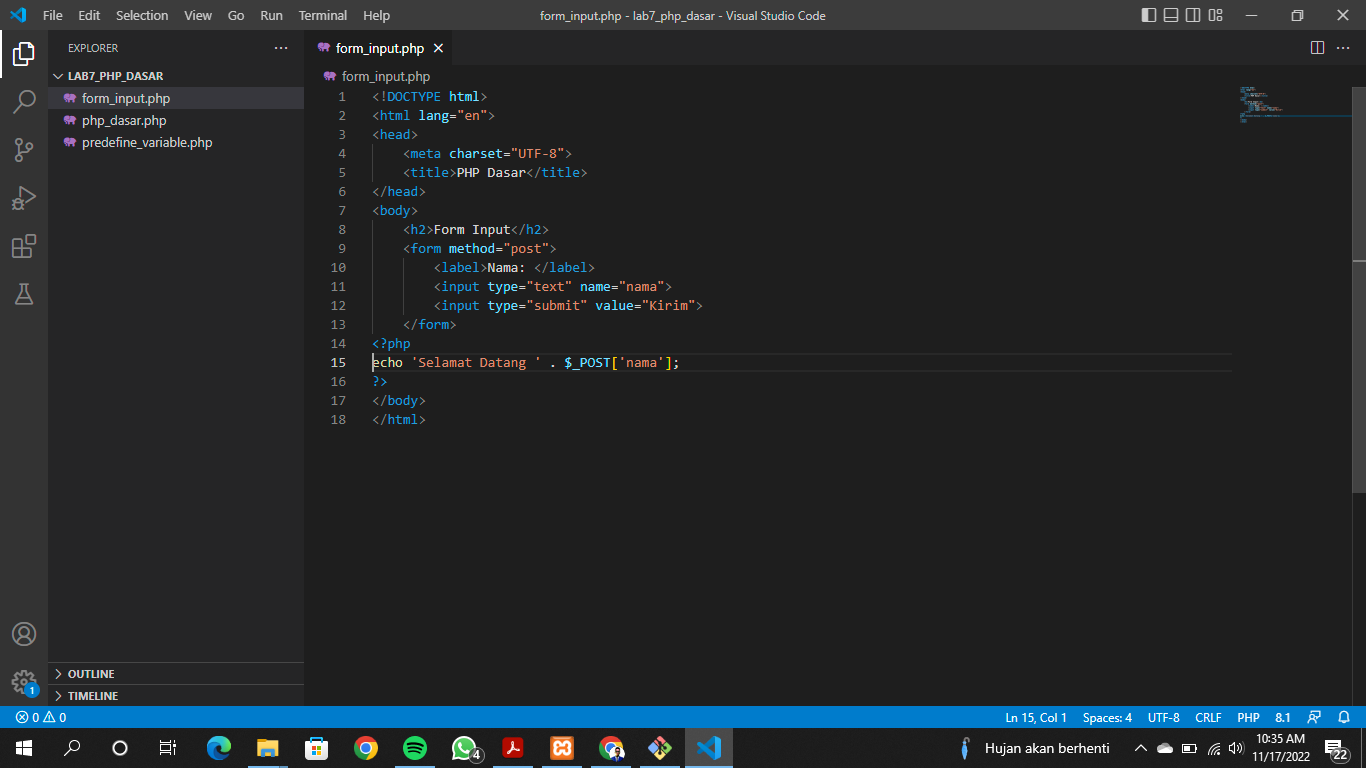 File Edit Selection View Go Run Terminal Help form_input.php - lab7_php_dasar - Visual Studio Code
EXPLORER
LAB7_PHP_DASAR
form_input.php
php_dasar.php
predefine_variable.php
OUTLINE
TIMELINE
form_input.php
form_input.php
1 <!DOCTYPE html>
2 <html lang="en">
3 <head>
4     <meta charset="UTF-8">
5     <title>PHP Dasar</title>
6 </head>
7 <body>
8     <h2>Form Input</h2>
9     <form method="post">
10         <label>Nama: </label>
11         <input type="text" name="nama">
12         <input type="submit" value="Kirim">
13     </form>
14 <?php
15 echo 'Selamat Datang ' . $_POST['nama'];
16 ?>
17 </body>
18 </html>
1
0 0 Ln 15, Col 1 Spaces: 4 UTF-8 CRLF PHP 8.1
4 Hujan akan berhenti 10:35 AM
11/17/2022 22